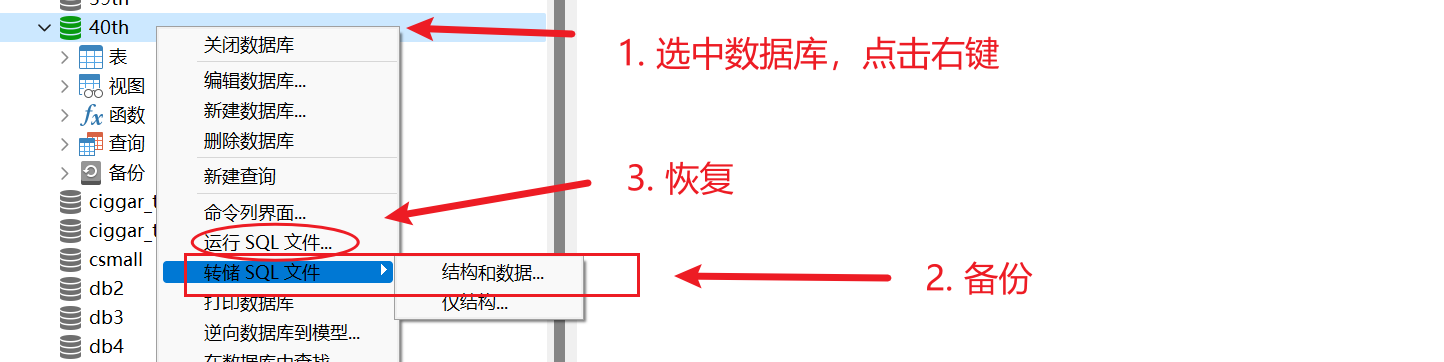 39th
40th
表
视图
函数
查询
备份
ciggar_t
ciggar_t
csmall
db2
db3
db4
关闭数据库
编辑数据库...
新建数据库...
删除数据库
新建查询
命令列界面...
运行 SQL 文件...
转储 SQL 文件
打印数据库
逆向数据库到模型...
在数据库中查找
结构和数据...
仅结构...
1. 选中数据库，点击右键
3. 恢复
2. 备份